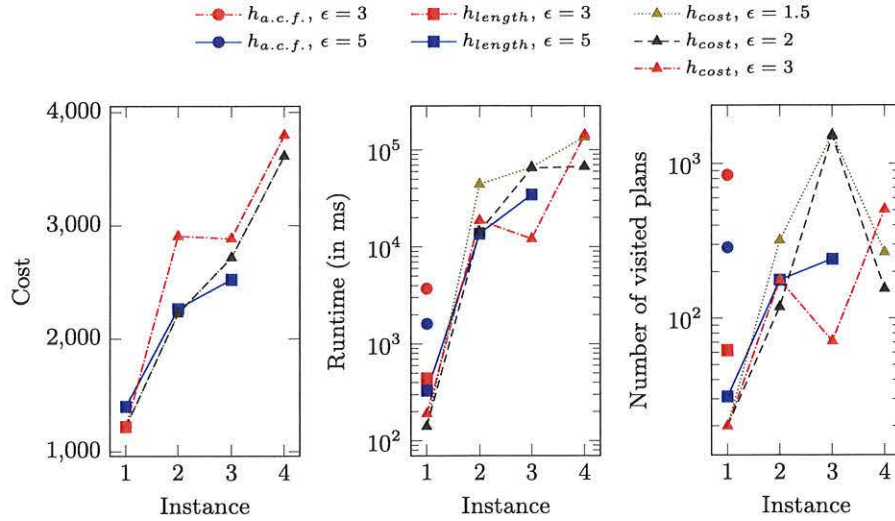 h_{a.c.f.}, ϵ = 3
h_{length}, ϵ = 3
h_{cost}, ϵ = 1.5
h_{a.c.f.}, ϵ = 5
h_{length}, ϵ = 5
h_{cost}, ϵ = 2
h_{cost}, ϵ = 3
Cost
4,000
3,000
2,000
1,000
1 2 3 4
Instance
Runtime (in ms)
10^5
10^4
10^3
10^2
1 2 3 4
Instance
Number of visited plans
10^3
10^2
1 2 3 4
Instance